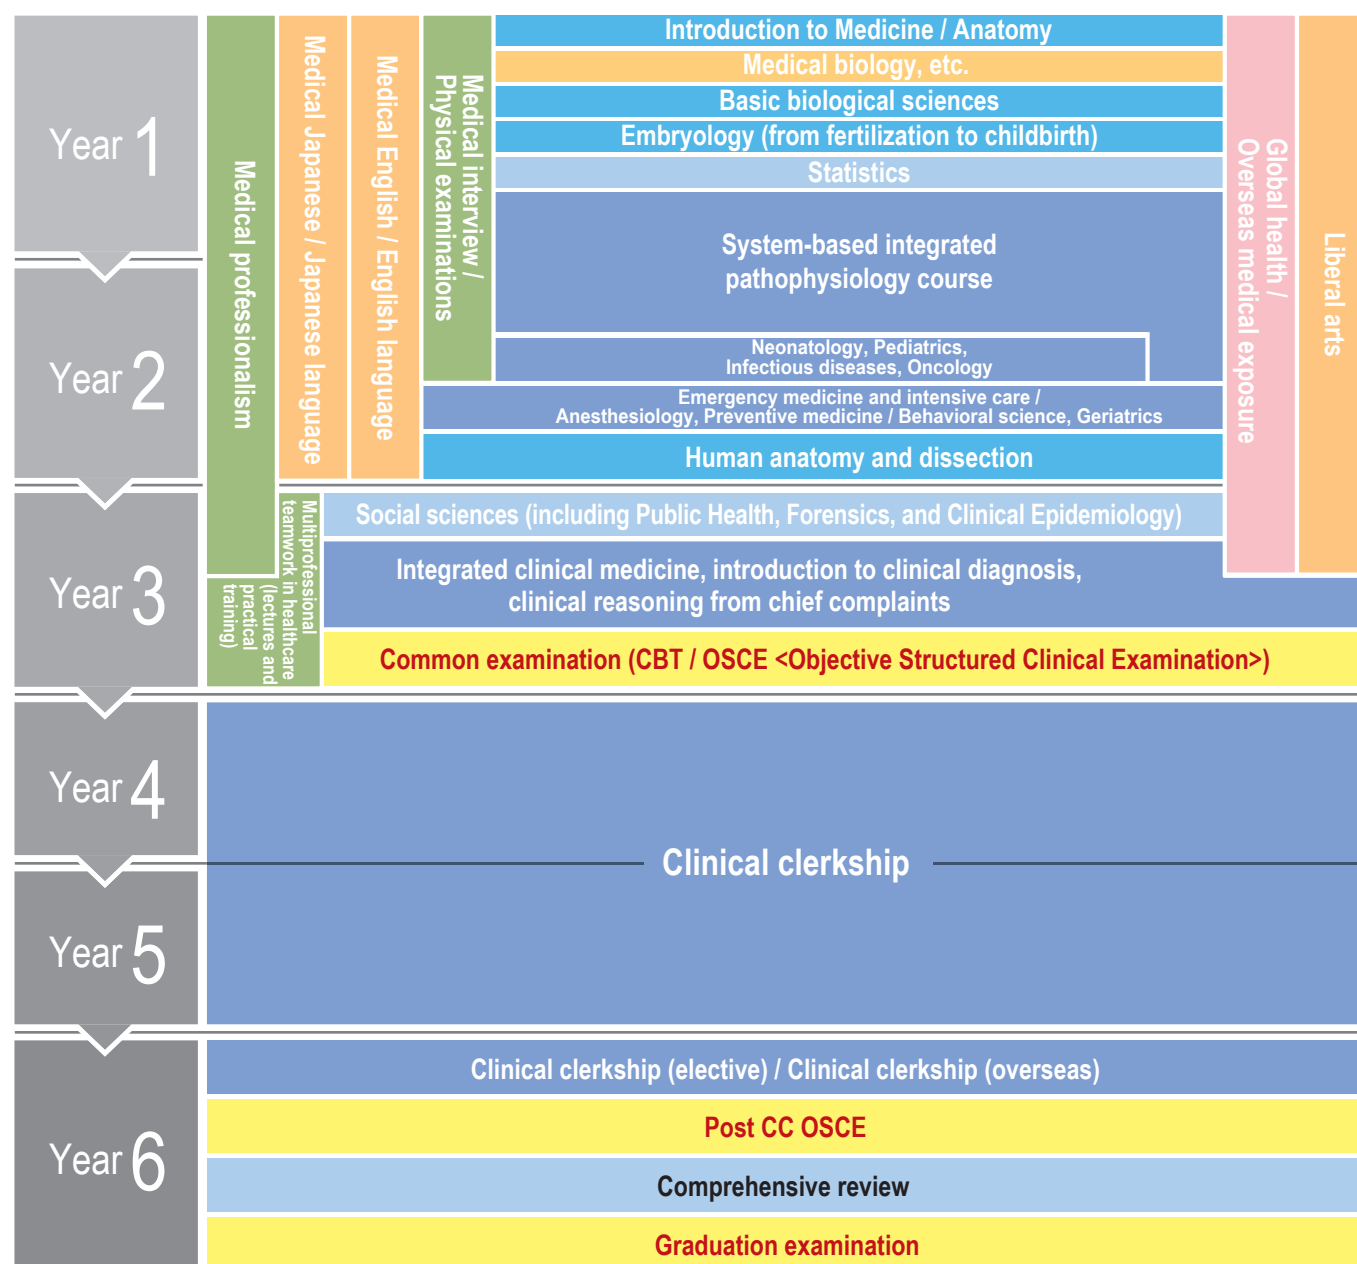 Year 1
Year 2
Year 3
Year 4
Year 5
Year 6
Medical professionalism
Medical Japanese / Japanese language
Medical English / English language
Medical interview /
Physical examinations
Introduction to Medicine / Anatomy
Medical biology, etc.
Basic biological sciences
Embryology (from fertilization to childbirth)
Statistics
System-based integrated
pathophysiology course
Neonatology, Pediatrics,
Infectious diseases, Oncology
Emergency medicine and intensive care /
Anesthesiology, Preventive medicine / Behavioral science, Geriatrics
Human anatomy and dissection
Global health /
Overseas medical exposure
Liberal arts
Multiprofessional
teamwork in healthcare
(lectures and
practical
training)
Social sciences (including Public Health, Forensics, and Clinical Epidemiology)
Integrated clinical medicine, introduction to clinical diagnosis,
clinical reasoning from chief complaints
Common examination (CBT / OSCE <Objective Structured Clinical Examination>)
Clinical clerkship
Clinical clerkship (elective) / Clinical clerkship (overseas)
Post CC OSCE
Comprehensive review
Graduation examination